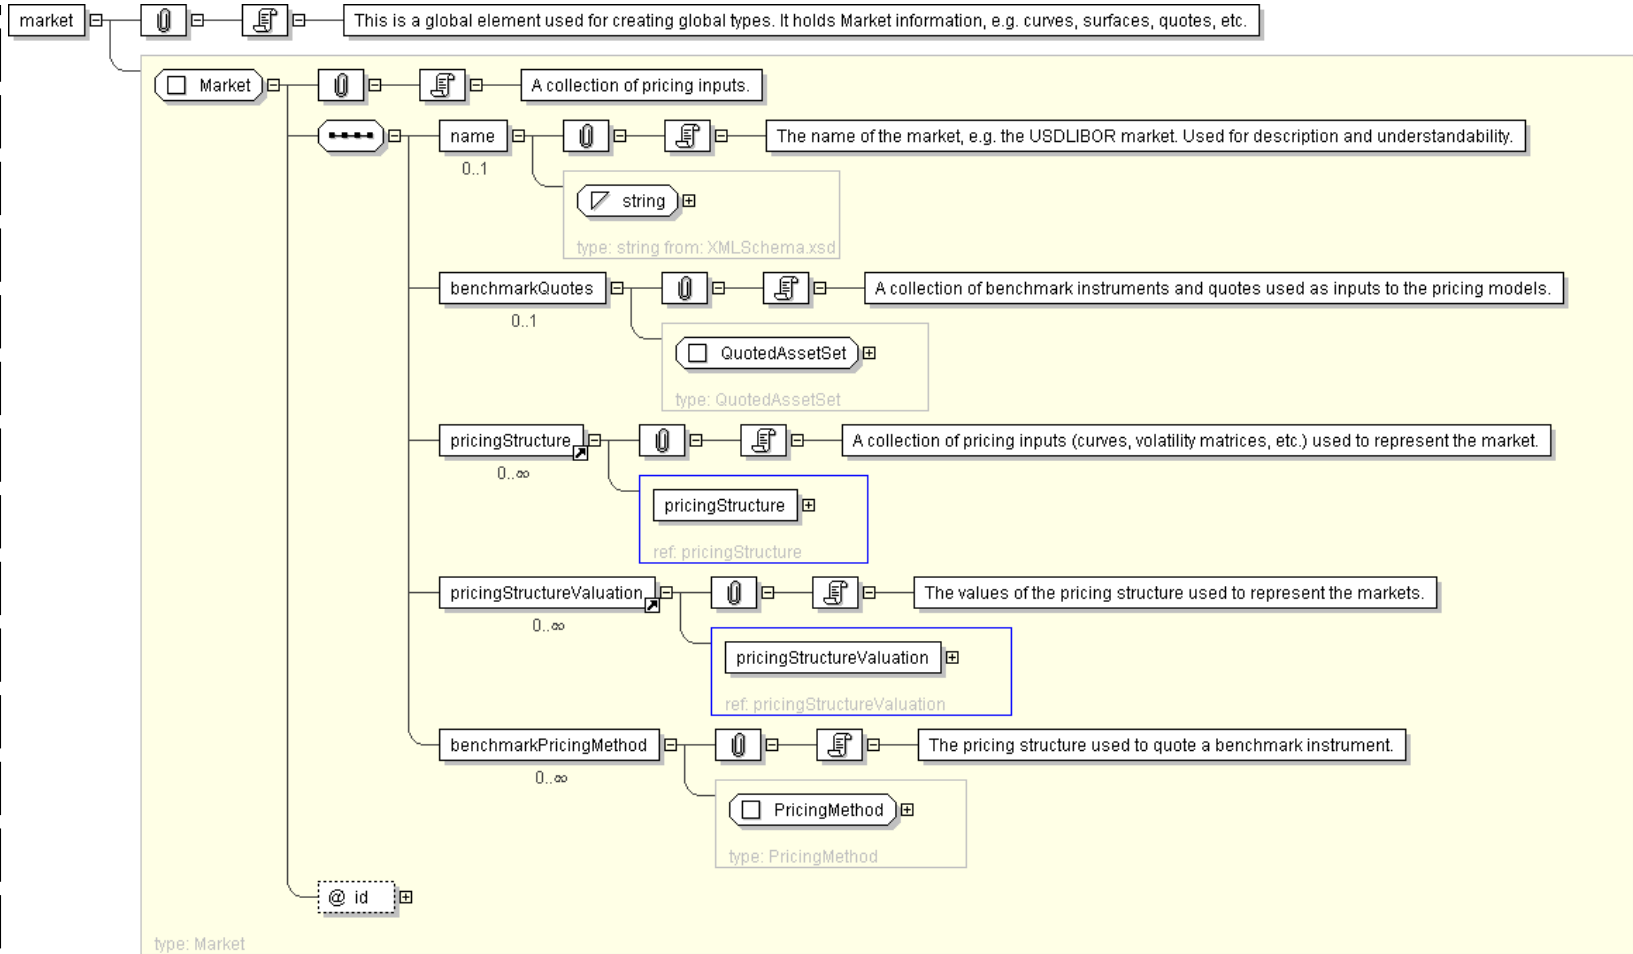 market This is a global element used for creating global types. It holds Market information, e.g. curves, surfaces, quotes, etc.
Market A collection of pricing inputs.
name The name of the market, e.g. the USDLIBOR market. Used for description and understandability.
0..1
string
type: string from: XMLSchema.xsd
benchmarkQuotes A collection of benchmark instruments and quotes used as inputs to the pricing models.
0..1
QuotedAssetSet
type: QuotedAssetSet
pricingStructure A collection of pricing inputs (curves, volatility matrices, etc.) used to represent the market.
0..∞
pricingStructure
ref: pricingStructure
pricingStructureValuation The values of the pricing structure used to represent the markets.
0..∞
pricingStructureValuation
ref: pricingStructureValuation
benchmarkPricingMethod The pricing structure used to quote a benchmark instrument.
0..∞
PricingMethod
type: PricingMethod
@ id
type: Market